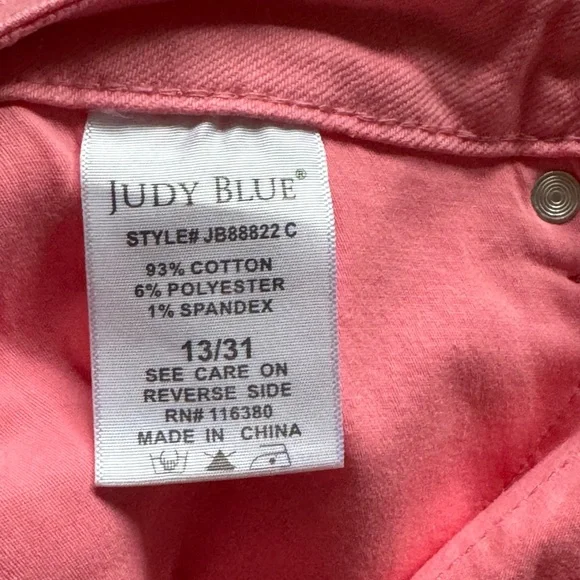 JUDY BLUE®
STYLE# JB88822 C
93% COTTON
6% POLYESTER
1% SPANDEX
13/31
SEE CARE ON
REVERSE SIDE
RN# 116380
MADE IN CHINA